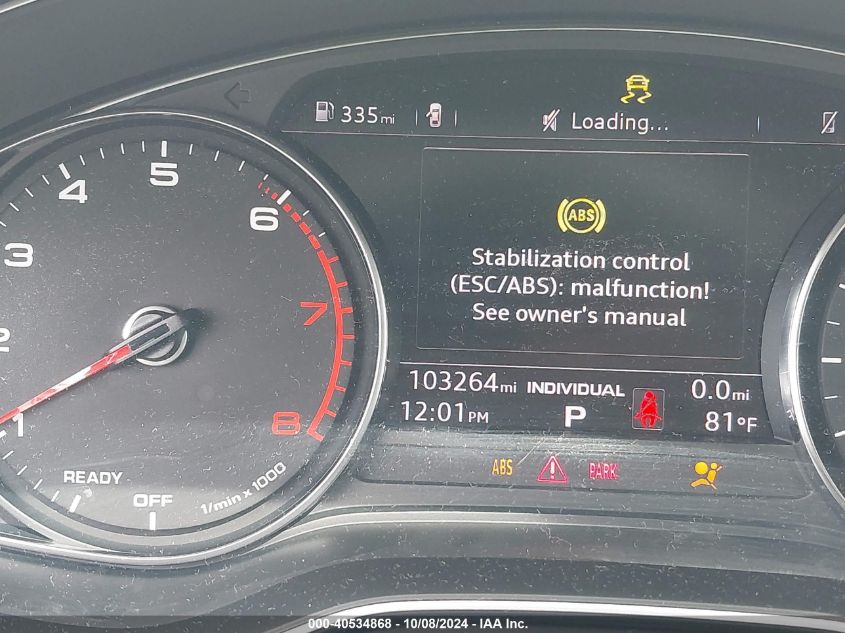 335mi
Loading...
ABS
Stabilization control
(ESC/ABS): malfunction!
See owner's manual
103264mi INDIVIDUAL 0.0mi
12:01PM P 81°F
ABS PARK
1
2
3
4
5
6
7
8
READY
OFF
1/min x 1000
000-40534868 - 10/08/2024 - IAA Inc.